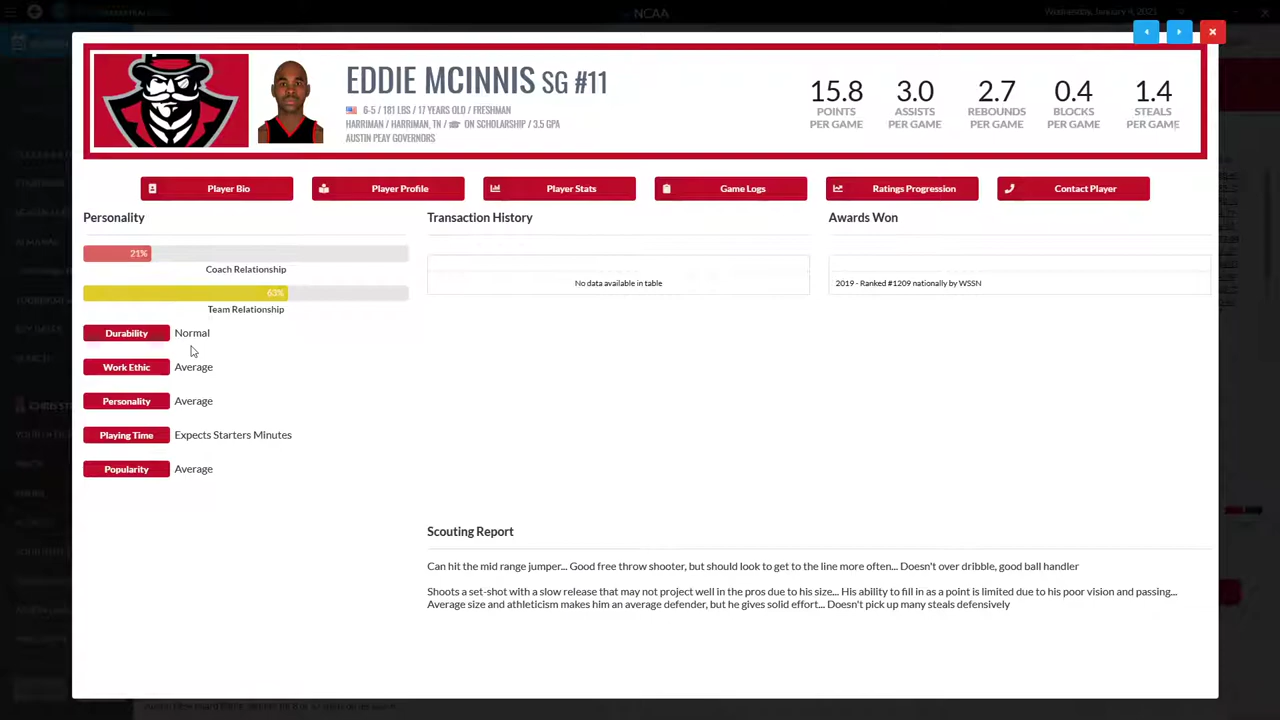 NCAA
Wednesday, January 9, 2021
EDDIE MCINNIS SG #11
6-5 / 181 LBS / 17 YEARS OLD / FRESHMAN
HARRIMAN / HARRIMAN, TN / ON SCHOLARSHIP / 3.5 GPA
AUSTIN PEAY GOVERNORS
15.8 3.0 2.7 0.4 1.4
POINTS ASSISTS REBOUNDS BLOCKS STEALS
PER GAME PER GAME PER GAME PER GAME PER GAME
Player Bio Player Profile Player Stats Game Logs Ratings Progression Contact Player
Personality
21%
Coach Relationship
63%
Team Relationship
Durability Normal
Work Ethic Average
Personality Average
Playing Time Expects Starters Minutes
Popularity Average
Transaction History
No data available in table
Awards Won
2019 - Ranked #1209 nationally by WSSN
Scouting Report
Can hit the mid range jumper... Good free throw shooter, but should look to get to the line more often... Doesn't over dribble, good ball handler
Shoots a set-shot with a slow release that may not project well in the pros due to his size... His ability to fill in as a point is limited due to his poor vision and passing...
Average size and athleticism makes him an average defender, but he gives solid effort... Doesn't pick up many steals defensively